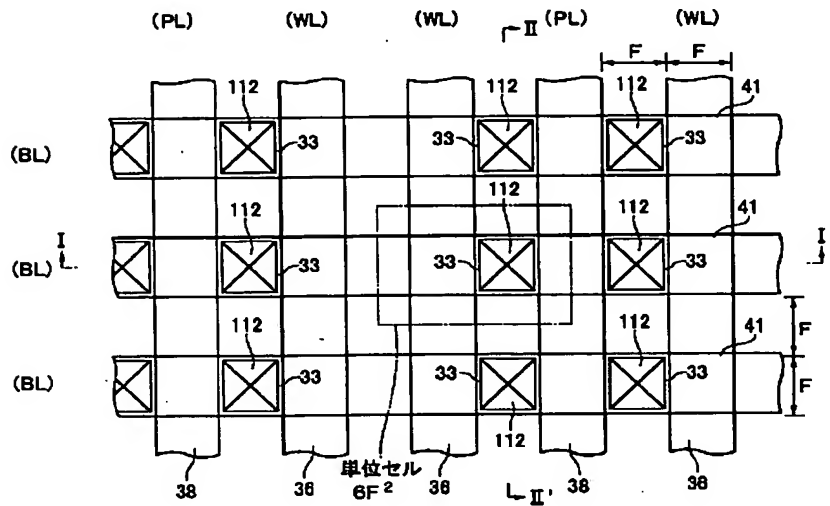 (PL) (WL) (WL) II (PL) (WL)
F F
112 112 112 41
(BL) 33 33 33
112 112 112 41
I (BL) 33 33 33 I
F
112 112 41
(BL) 33 33 33 F
112
単位セル
6F²
38 36 36 II' 38 38